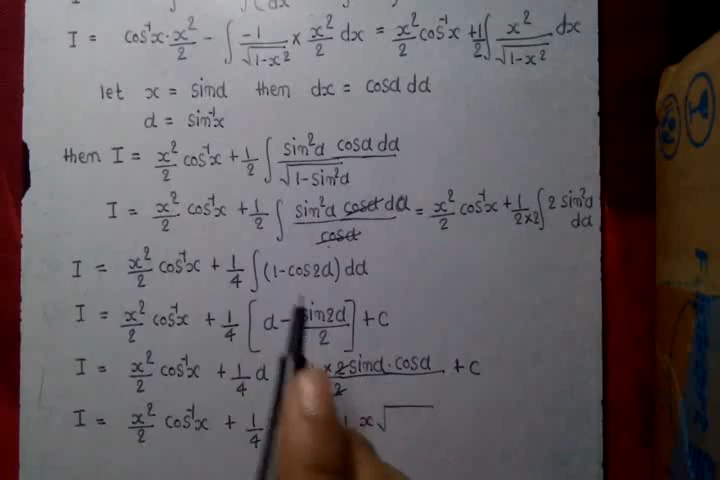 I = cos⁻¹x · x²/2 − ∫ −1/√(1−x²) × x²/2 dx = x²/2 cos⁻¹x + 1/2 ∫ x²/√(1−x²) dx
let x = sinα then dx = cosα dα
α = sin⁻¹x
then I = x²/2 cos⁻¹x + 1/2 ∫ sin²α cosα dα/√(1−sin²α)
I = x²/2 cos⁻¹x + 1/2 ∫ sin²α cosα dα/cosα = x²/2 cos⁻¹x + 1/(2×2) ∫ 2 sin²α dα
I = x²/2 cos⁻¹x + 1/4 ∫ (1−cos2α) dα
I = x²/2 cos⁻¹x + 1/4 [α − sin2α/2] + C
I = x²/2 cos⁻¹x + 1/4 α × 2sinα·cosα/2 + C
I = x²/2 cos⁻¹x + 1/4 x√